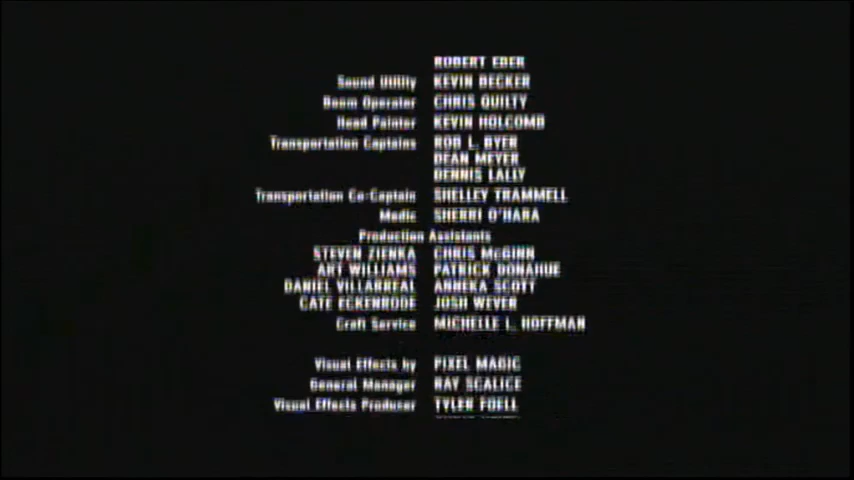 ROBERT EBER
Sound Utility KEVIN BECKER
Boom Operator CHRIS QUILTY
Head Painter KEVIN HOLCOMB
Transportation Captains ROB L. DYER
DEAN MEYER
DENNIS LALLY
Transportation Co-Captain SHELLEY TRAMMELL
Medic SHERRI O'HARA
Production Assistants
STEVEN ZIENKA CHRIS McGINN
ART WILLIAMS PATRICK DONAHUE
DANIEL VILLARREAL ANNEKA SCOTT
CATE ECKENRODE JOSH WEVER
Craft Service MICHELLE L. HOFFMAN
Visual Effects by PIXEL MAGIC
General Manager RAY SCALICE
Visual Effects Producer TYLER FOELL